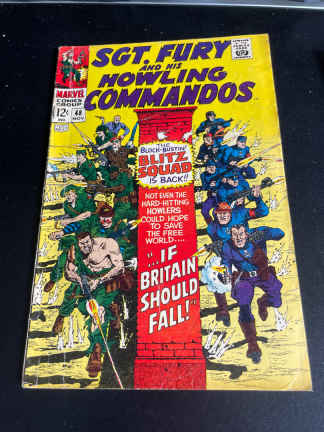 SGT. FURY
AND HIS
HOWLING
COMMANDOS
MARVEL
COMICS
GROUP
12¢
IND.
48
NOV
THE
BLOCK-BUSTIN'
BLITZ
SQUAD
IS BACK!!
NOT EVEN THE
HARD-HITTING
HOWLERS
COULD HOPE
TO SAVE
THE FREE
WORLD....
"...IF
BRITAIN
SHOULD
FALL!"